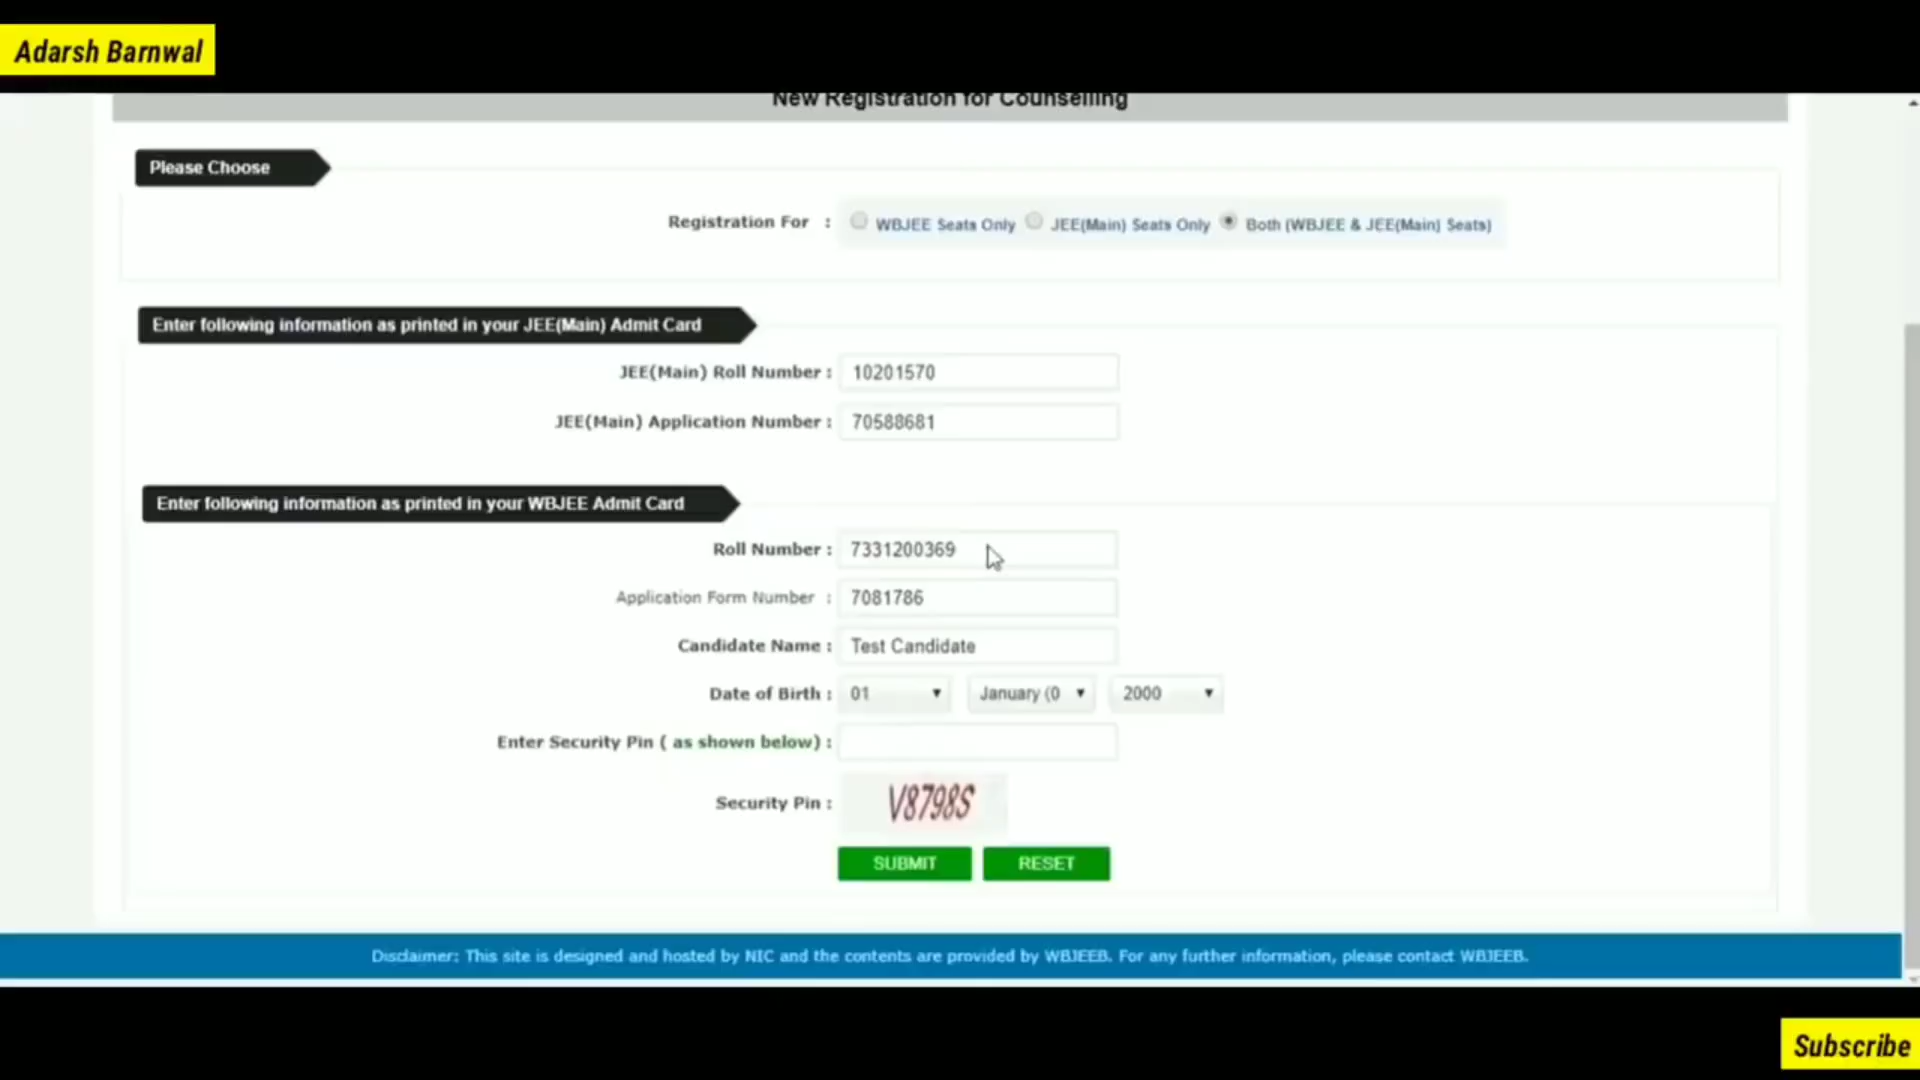 Adarsh Barnwal
New Registration for Counselling
Please Choose
Registration For : WBJEE Seats Only JEE(Main) Seats Only Both (WBJEE & JEE(Main) Seats)
Enter following information as printed in your JEE(Main) Admit Card
JEE(Main) Roll Number : 10201570
JEE(Main) Application Number : 70588681
Enter following information as printed in your WBJEE Admit Card
Roll Number : 7331200369
Application Form Number : 7081786
Candidate Name : Test Candidate
Date of Birth : 01 January (0 2000
Enter Security Pin ( as shown below) :
Security Pin : V8798S
SUBMIT RESET
Disclaimer: This site is designed and hosted by NIC and the contents are provided by WBJEEB. For any further information, please contact WBJEEB.
Subscribe